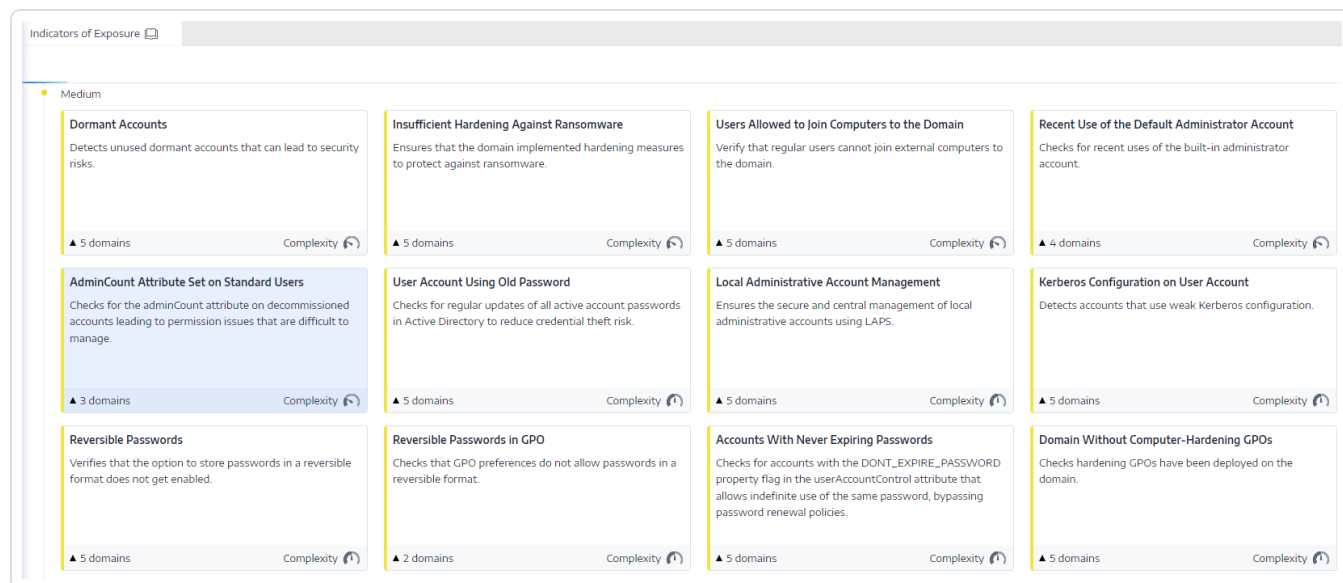 Indicators of Exposure
Medium
Dormant Accounts
Detects unused dormant accounts that can lead to security
risks.
▲ 5 domains
Complexity
Insufficient Hardening Against Ransomware
Ensures that the domain implemented hardening measures
to protect against ransomware.
▲ 5 domains
Complexity
Users Allowed to Join Computers to the Domain
Verify that regular users cannot join external computers to
the domain.
▲ 5 domains
Complexity
Recent Use of the Default Administrator Account
Checks for recent uses of the built-in administrator
account.
▲ 4 domains
Complexity
AdminCount Attribute Set on Standard Users
Checks for the adminCount attribute on decommissioned
accounts leading to permission issues that are difficult to
manage.
▲ 3 domains
Complexity
User Account Using Old Password
Checks for regular updates of all active account passwords
in Active Directory to reduce credential theft risk.
▲ 5 domains
Complexity
Local Administrative Account Management
Ensures the secure and central management of local
administrative accounts using LAPS.
▲ 5 domains
Complexity
Kerberos Configuration on User Account
Detects accounts that use weak Kerberos configuration.
▲ 5 domains
Complexity
Reversible Passwords
Verifies that the option to store passwords in a reversible
format does not get enabled.
▲ 5 domains
Complexity
Reversible Passwords in GPO
Checks that GPO preferences do not allow passwords in a
reversible format.
▲ 2 domains
Complexity
Accounts With Never Expiring Passwords
Checks for accounts with the DONT_EXPIRE_PASSWORD
property flag in the userAccountControl attribute that
allows indefinite use of the same password, bypassing
password renewal policies.
▲ 5 domains
Complexity
Domain Without Computer-Hardening GPOs
Checks hardening GPOs have been deployed on the
domain.
▲ 5 domains
Complexity